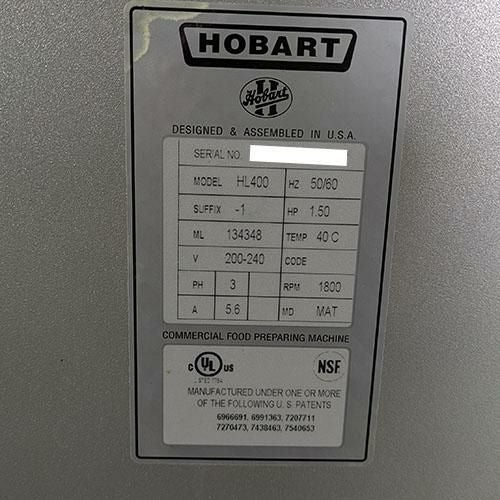 HOBART
Hobart
H
DESIGNED & ASSEMBLED IN U.S.A.
SERIAL NO.
MODEL HL400 HZ 50/60
SUFFIX -1 HP 1.50
ML 134348 TEMP 40 C
V 200-240 CODE
PH 3 RPM 1800
A 5.6 MD MAT
COMMERCIAL FOOD PREPARING MACHINE
C UL US NSF
LISTED 778A
MANUFACTURED UNDER ONE OR MORE
OF THE FOLLOWING U.S. PATENTS
6966691, 6991363, 7207711
7270473, 7438463, 7540653